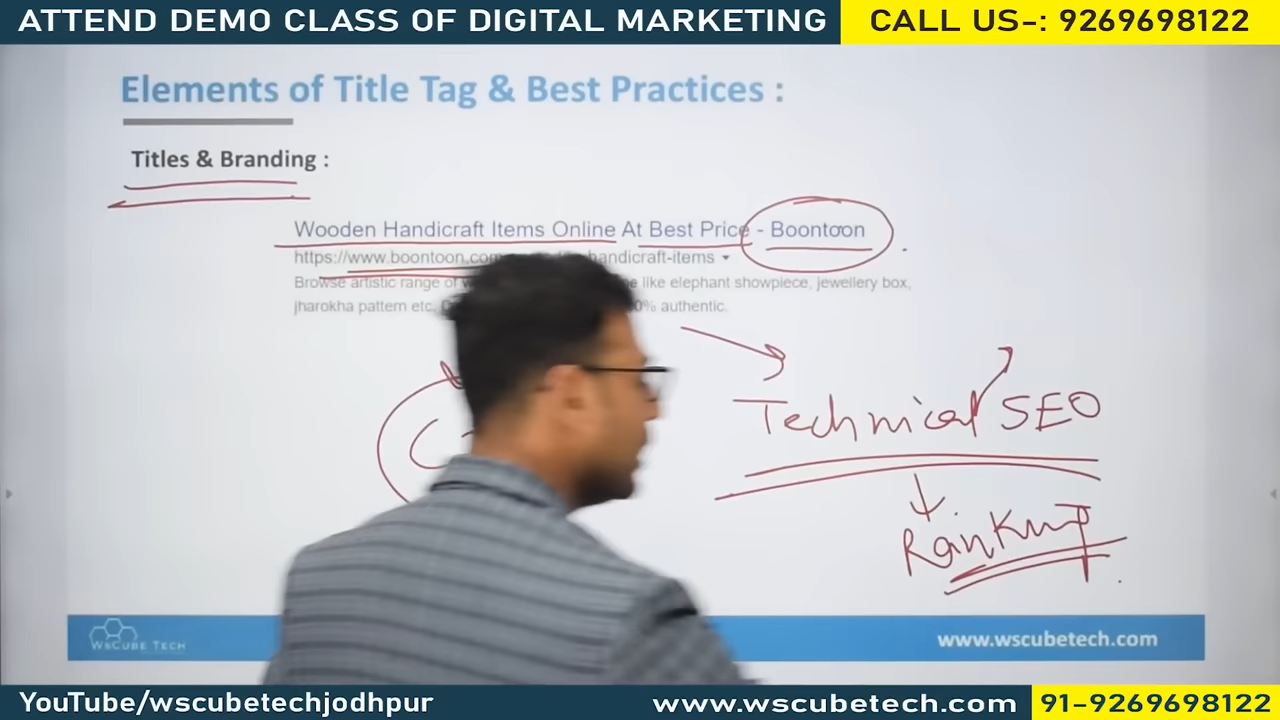 ATTEND DEMO CLASS OF DIGITAL MARKETING
CALL US-: 9269698122
Elements of Title Tag & Best Practices :
Titles & Branding :
Wooden Handicraft Items Online At Best Price - Boontoon
https://www.boontoon.com handicraft-items
Browse artistic range of like elephant showpiece, jewellery box,
jharokha pattern etc. authentic.
Technical SEO
Ranking
WSCUBE TECH
www.wscubetech.com
YouTube/wscubetechjodhpur
www.wscubetech.com
91-9269698122